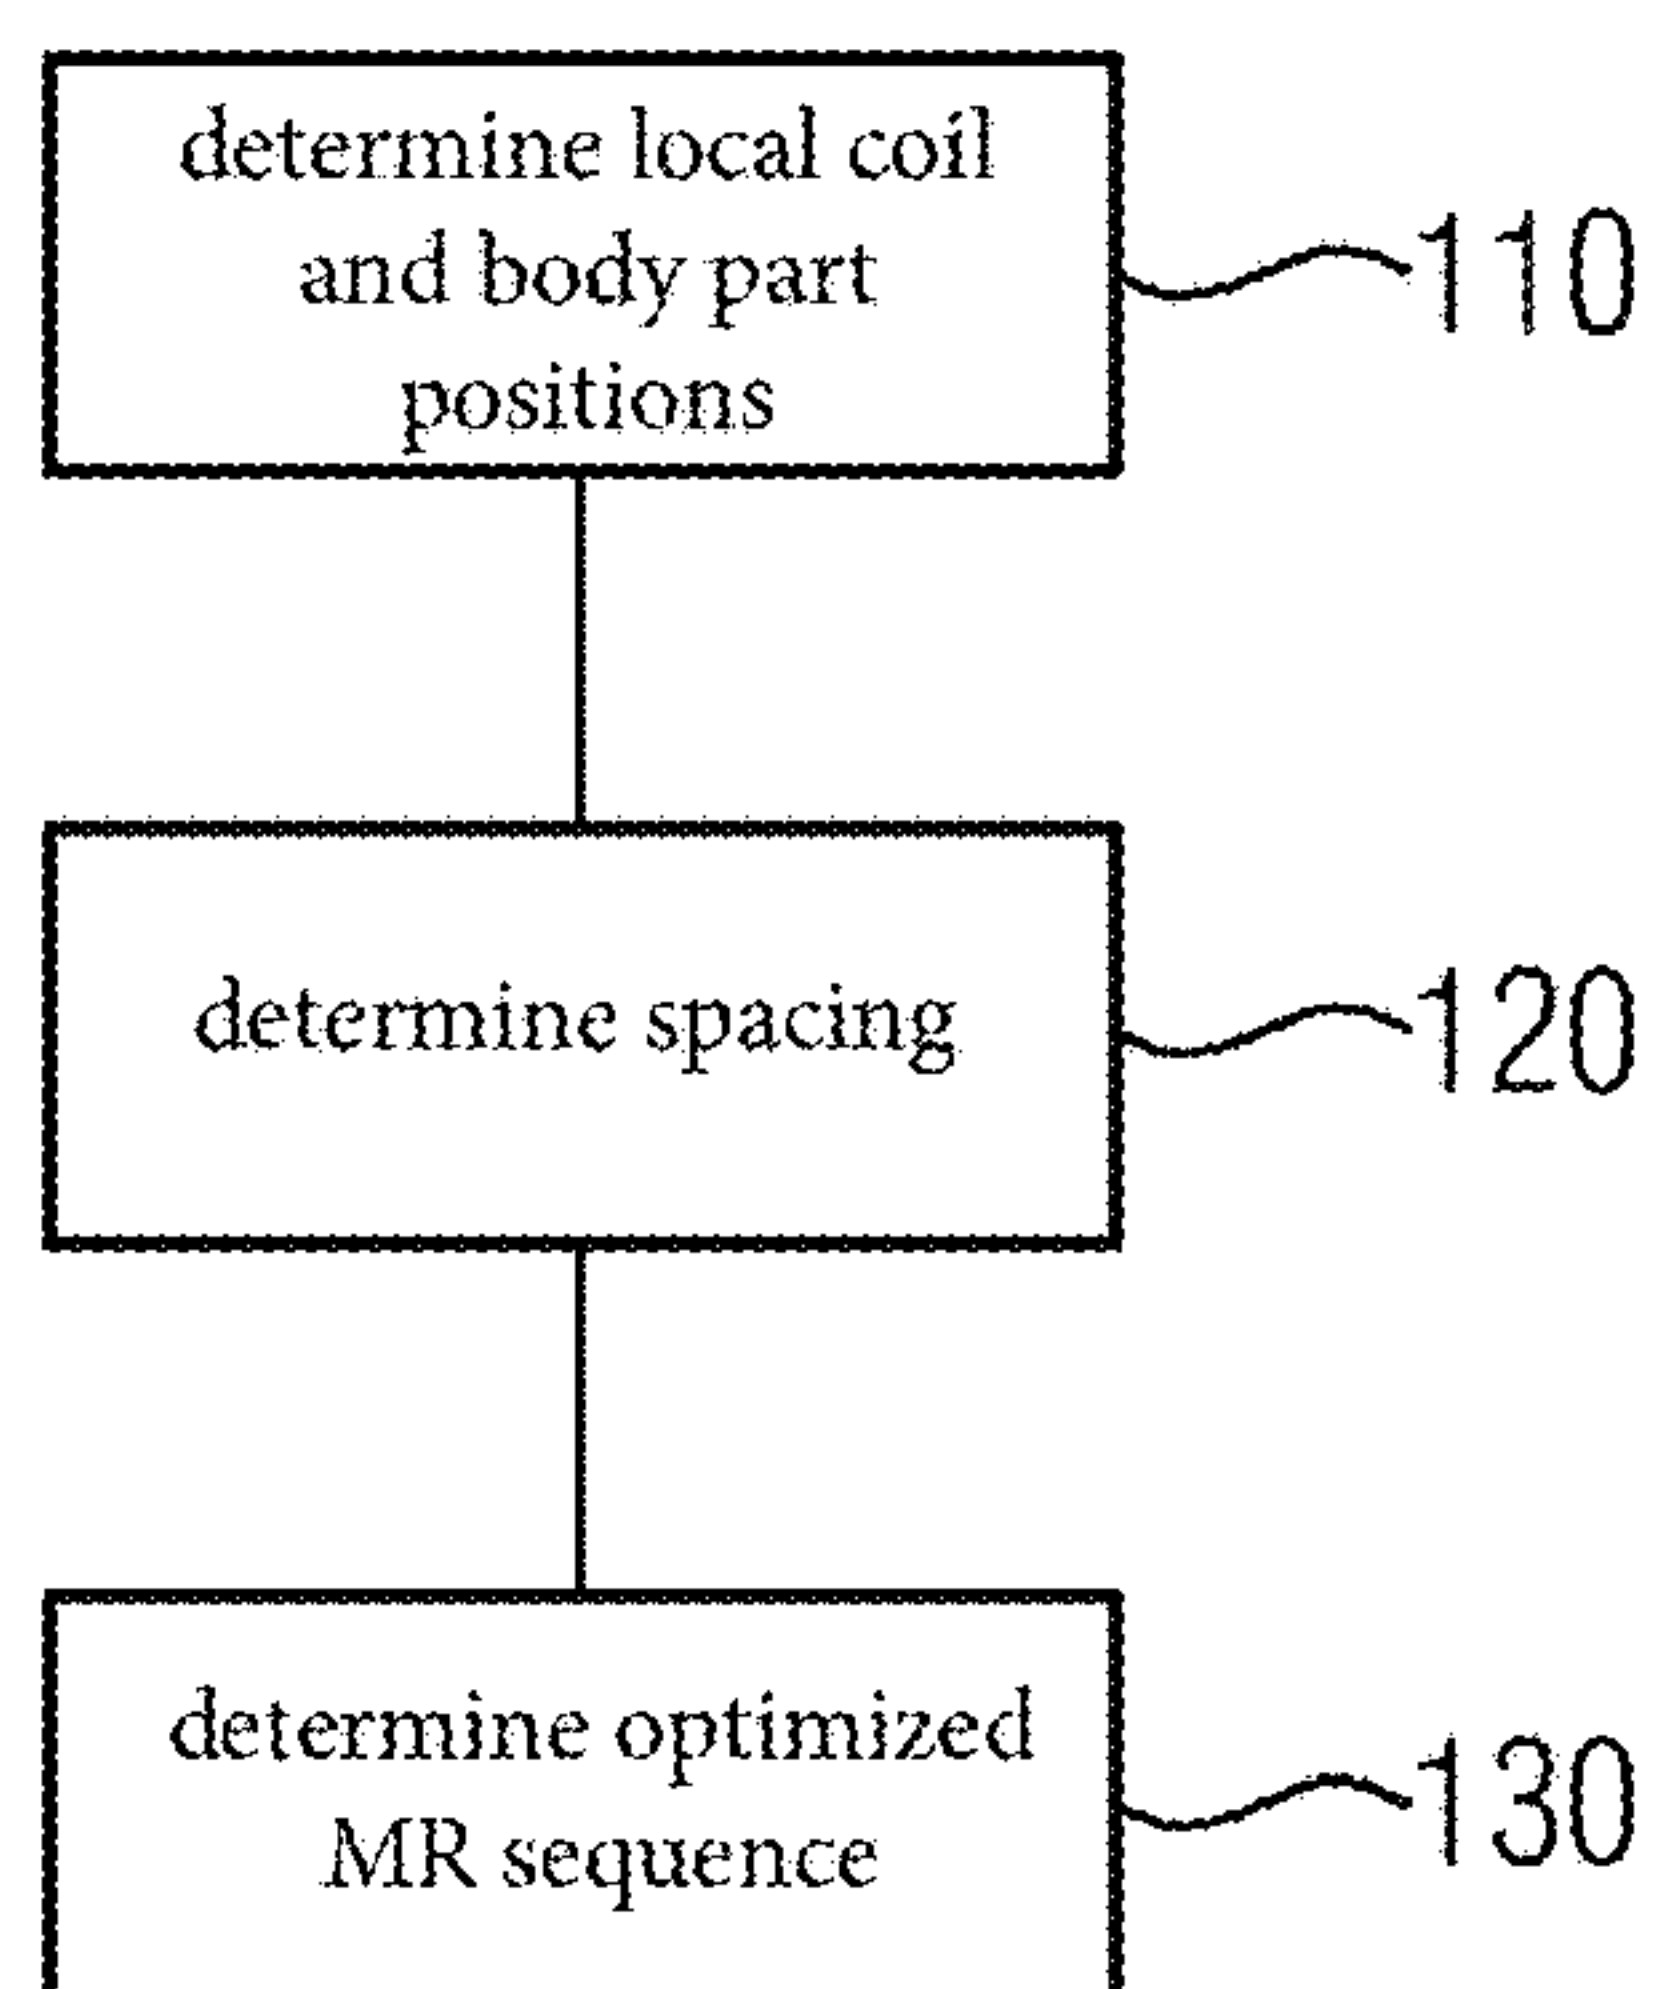 determine local coil
and body part
positions
110
determine spacing
120
determine optimized
MR sequence
130